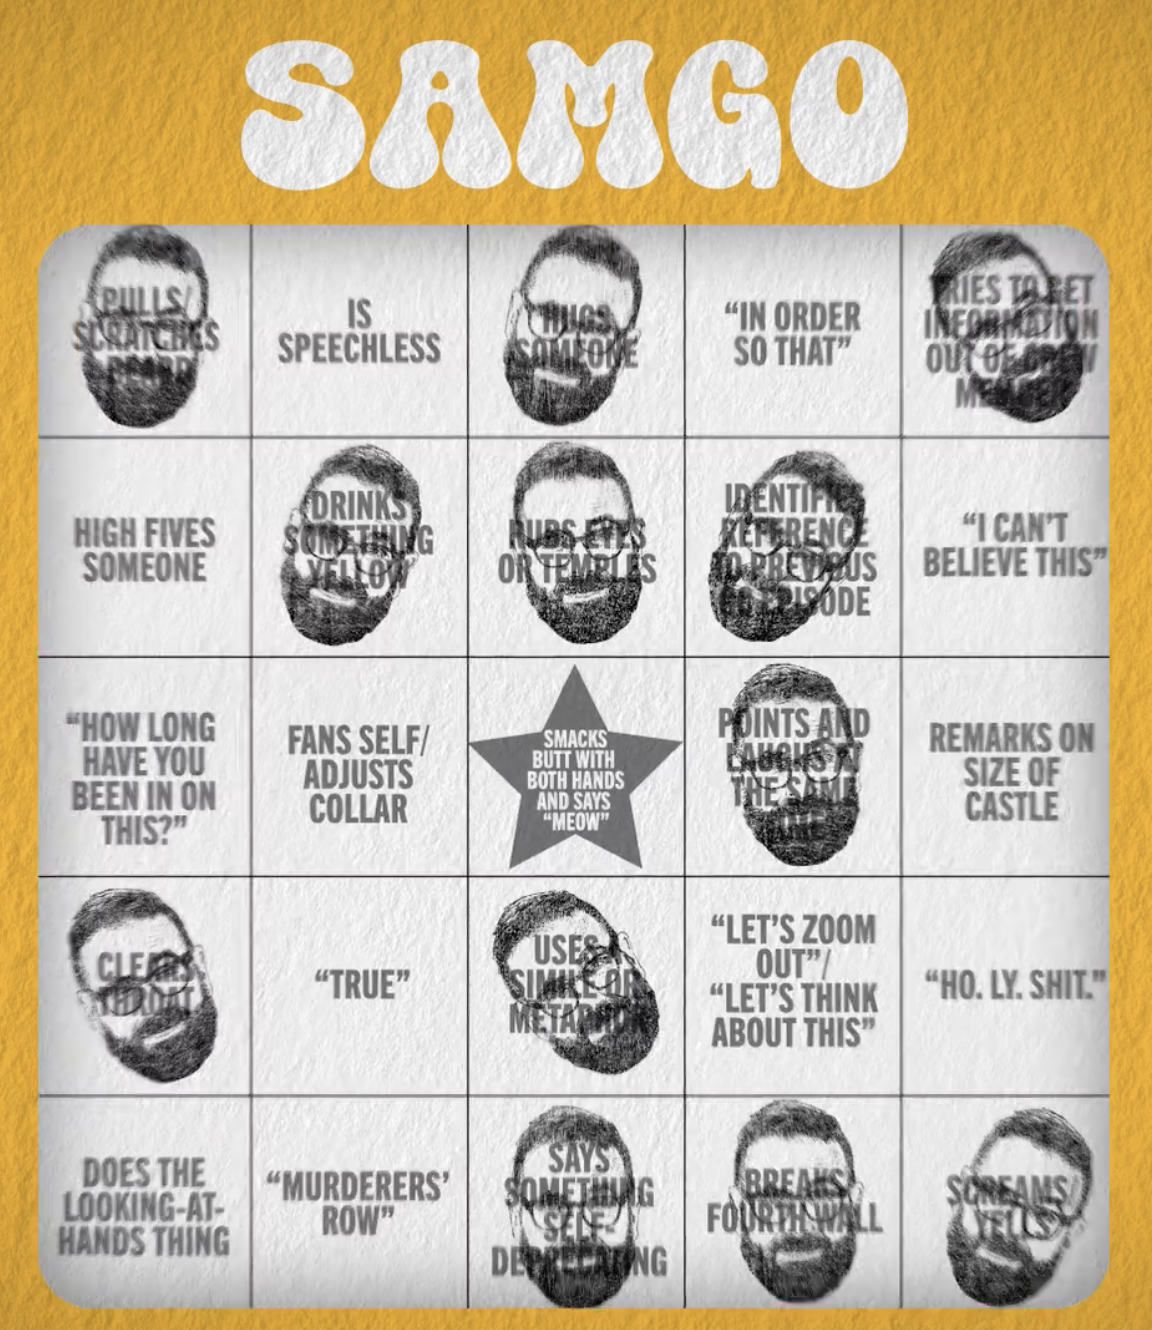 SAMGO
PULLS/
SCRATCHES
BEARD
IS
SPEECHLESS
HUGS
SOMEONE
“IN ORDER
SO THAT”
TRIES TO GET
INFORMATION
OUT OF CREW
MEMBER
HIGH FIVES
SOMEONE
DRINKS
SOMETHING
YELLOW
RUBS EYES
OR TEMPLES
IDENTIFIES
REFERENCE
TO PREVIOUS
EPISODE
“I CAN’T
BELIEVE THIS”
“HOW LONG
HAVE YOU
BEEN IN ON
THIS?”
FANS SELF/
ADJUSTS
COLLAR
SMACKS
BUTT WITH
BOTH HANDS
AND SAYS
“MEOW”
POINTS AND
LAUGHS AT
THE SAME
TIME
REMARKS ON
SIZE OF
CASTLE
CLEARS
THROAT
“TRUE”
USES
SIMILE OR
METAPHOR
“LET’S ZOOM
OUT”/
“LET’S THINK
ABOUT THIS”
“HO. LY. SHIT.”
DOES THE
LOOKING-AT-
HANDS THING
“MURDERERS’
ROW”
SAYS
SOMETHING
SELF-
DEPRECATING
BREAKS
FOURTH WALL
SCREAMS/
YELLS